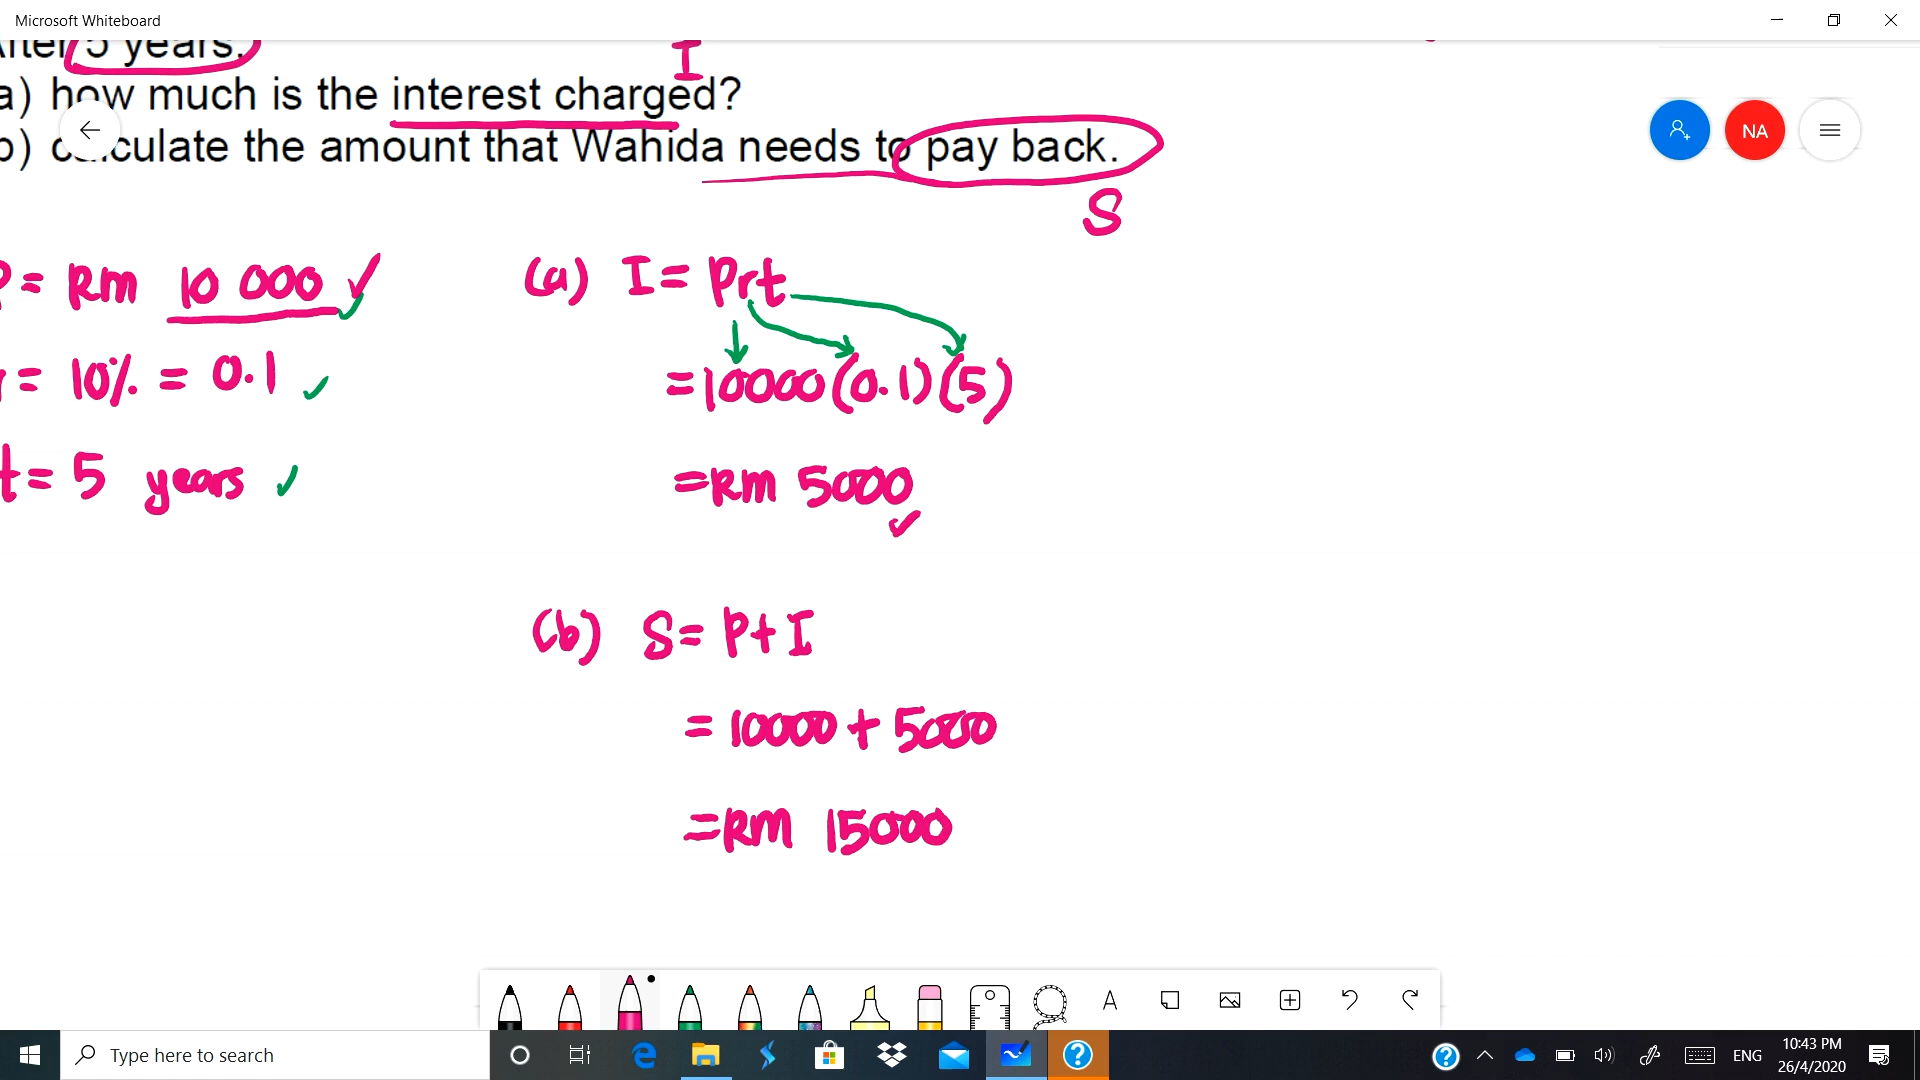 Microsoft Whiteboard
After 5 years.
I
a) how much is the interest charged?
b) calculate the amount that Wahida needs to pay back.
S
NA
P = RM 10 000
r = 10% = 0.1
t = 5 years
(a) I = Prt
= 10000(0.1)(5)
= RM 5000
(b) S = P + I
= 10000 + 5000
= RM 15000
A
Type here to search
ENG
10:43 PM
26/4/2020